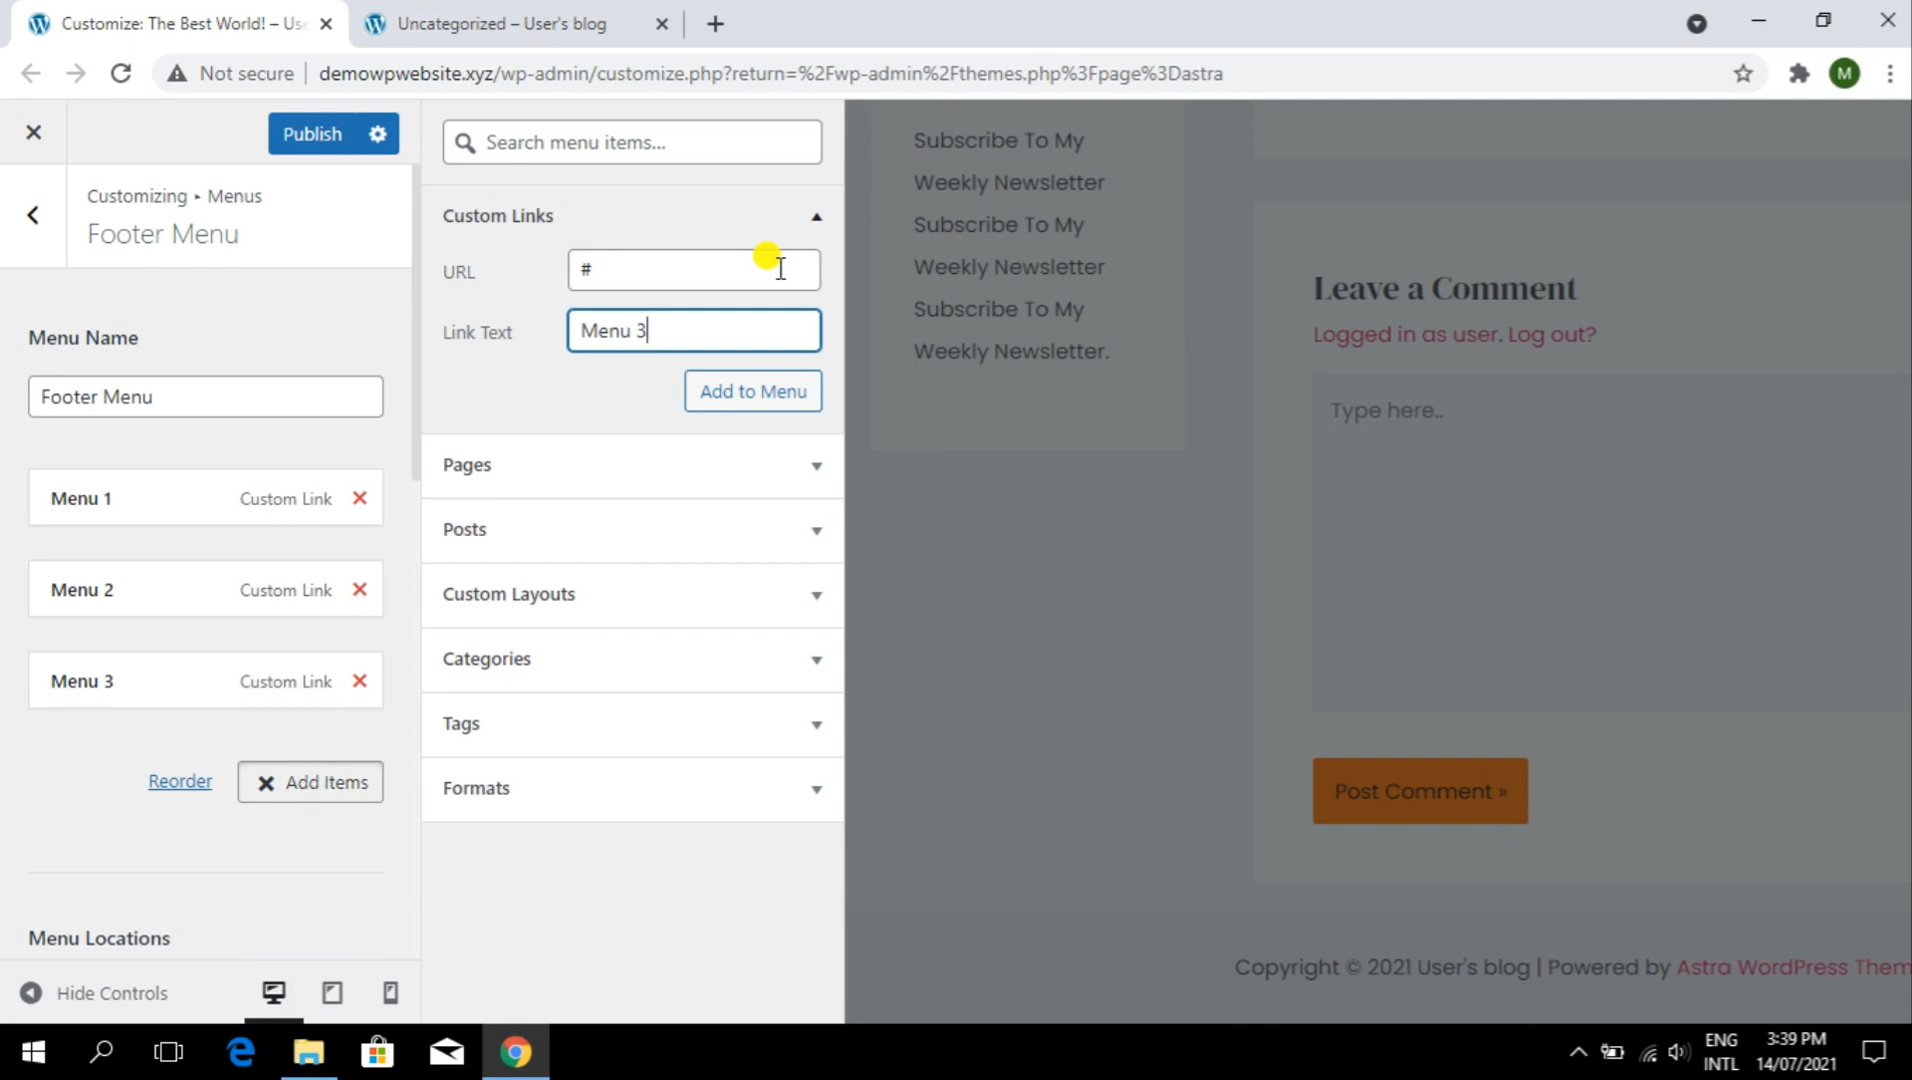 Customize: The Best World! – Use
Uncategorized – User's blog
Not secure
demowpwebsite.xyz/wp-admin/customize.php?return=%2Fwp-admin%2Fthemes.php%3Fpage%3Dastra
M
Publish
Customizing ▸ Menus
Footer Menu
Menu Name
Footer Menu
Menu 1 Custom Link
Menu 2 Custom Link
Menu 3 Custom Link
Reorder
Add Items
Menu Locations
Hide Controls
Search menu items...
Custom Links
URL #
Link Text Menu 3
Add to Menu
Pages
Posts
Custom Layouts
Categories
Tags
Formats
Subscribe To My
Weekly Newsletter
Subscribe To My
Weekly Newsletter
Subscribe To My
Weekly Newsletter.
Leave a Comment
Logged in as user. Log out?
Type here..
Post Comment »
Copyright © 2021 User's blog | Powered by Astra WordPress Them
ENG
INTL
3:39 PM
14/07/2021